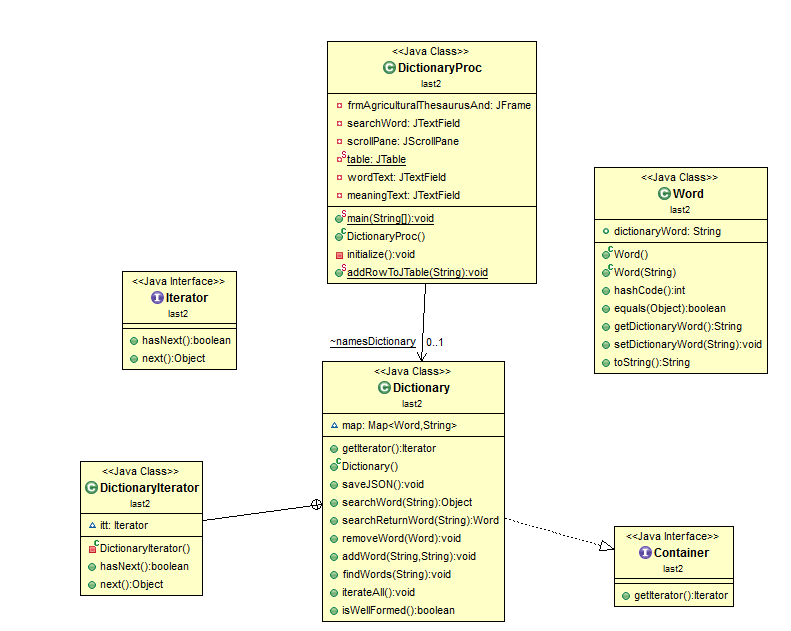 <<Java Class>>
DictionaryProc
last2
frmAgriculturalThesaurusAnd: JFrame
searchWord: JTextField
scrollPane: JScrollPane
table: JTable
wordText: JTextField
meaningText: JTextField
main(String[]):void
DictionaryProc()
initialize():void
addRowToJTable(String):void
<<Java Class>>
Word
last2
dictionaryWord: String
Word()
Word(String)
hashCode():int
equals(Object):boolean
getDictionaryWord():String
setDictionaryWord(String):void
toString():String
<<Java Interface>>
Iterator
last2
hasNext():boolean
next():Object
~namesDictionary 0..1
<<Java Class>>
Dictionary
last2
map: Map<Word,String>
getIterator():Iterator
Dictionary()
saveJSON():void
searchWord(String):Object
searchReturnWord(String):Word
removeWord(Word):void
addWord(String,String):void
findWords(String):void
iterateAll():void
isWellFormed():boolean
<<Java Class>>
DictionaryIterator
last2
itt: Iterator
DictionaryIterator()
hasNext():boolean
next():Object
<<Java Interface>>
Container
last2
getIterator():Iterator